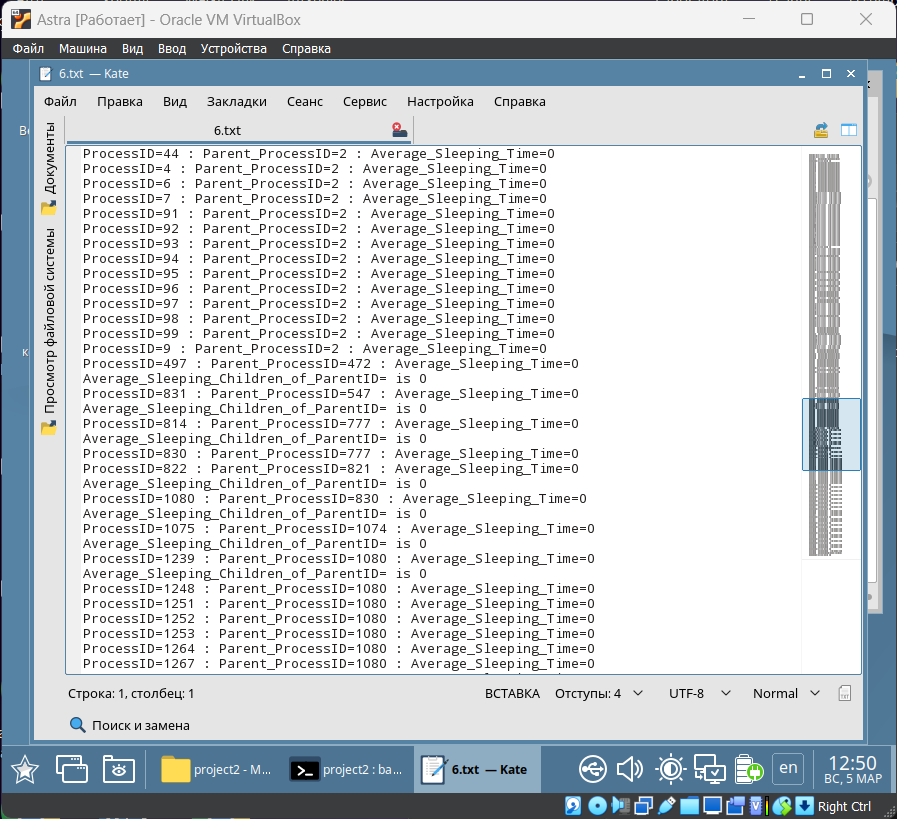 Astra [Работает] - Oracle VM VirtualBox
Файл Машина Вид Ввод Устройства Справка
6.txt — Kate
Файл Правка Вид Закладки Сеанс Сервис Настройка Справка
6.txt
Документы
Просмотр файловой системы
ProcessID=44 : Parent_ProcessID=2 : Average_Sleeping_Time=0
ProcessID=4 : Parent_ProcessID=2 : Average_Sleeping_Time=0
ProcessID=6 : Parent_ProcessID=2 : Average_Sleeping_Time=0
ProcessID=7 : Parent_ProcessID=2 : Average_Sleeping_Time=0
ProcessID=91 : Parent_ProcessID=2 : Average_Sleeping_Time=0
ProcessID=92 : Parent_ProcessID=2 : Average_Sleeping_Time=0
ProcessID=93 : Parent_ProcessID=2 : Average_Sleeping_Time=0
ProcessID=94 : Parent_ProcessID=2 : Average_Sleeping_Time=0
ProcessID=95 : Parent_ProcessID=2 : Average_Sleeping_Time=0
ProcessID=96 : Parent_ProcessID=2 : Average_Sleeping_Time=0
ProcessID=97 : Parent_ProcessID=2 : Average_Sleeping_Time=0
ProcessID=98 : Parent_ProcessID=2 : Average_Sleeping_Time=0
ProcessID=99 : Parent_ProcessID=2 : Average_Sleeping_Time=0
ProcessID=9 : Parent_ProcessID=2 : Average_Sleeping_Time=0
ProcessID=497 : Parent_ProcessID=472 : Average_Sleeping_Time=0
Average_Sleeping_Children_of_ParentID= is 0
ProcessID=831 : Parent_ProcessID=547 : Average_Sleeping_Time=0
Average_Sleeping_Children_of_ParentID= is 0
ProcessID=814 : Parent_ProcessID=777 : Average_Sleeping_Time=0
Average_Sleeping_Children_of_ParentID= is 0
ProcessID=830 : Parent_ProcessID=777 : Average_Sleeping_Time=0
ProcessID=822 : Parent_ProcessID=821 : Average_Sleeping_Time=0
Average_Sleeping_Children_of_ParentID= is 0
ProcessID=1080 : Parent_ProcessID=830 : Average_Sleeping_Time=0
Average_Sleeping_Children_of_ParentID= is 0
ProcessID=1075 : Parent_ProcessID=1074 : Average_Sleeping_Time=0
Average_Sleeping_Children_of_ParentID= is 0
ProcessID=1239 : Parent_ProcessID=1080 : Average_Sleeping_Time=0
Average_Sleeping_Children_of_ParentID= is 0
ProcessID=1248 : Parent_ProcessID=1080 : Average_Sleeping_Time=0
ProcessID=1251 : Parent_ProcessID=1080 : Average_Sleeping_Time=0
ProcessID=1252 : Parent_ProcessID=1080 : Average_Sleeping_Time=0
ProcessID=1253 : Parent_ProcessID=1080 : Average_Sleeping_Time=0
ProcessID=1264 : Parent_ProcessID=1080 : Average_Sleeping_Time=0
ProcessID=1267 : Parent_ProcessID=1080 : Average_Sleeping_Time=0
Строка: 1, столбец: 1 ВСТАВКА Отступы: 4 UTF-8 Normal
Поиск и замена
project2 - M... project2 : ba... 6.txt — Kate en 12:50
ВС, 5 МАР
Right Ctrl